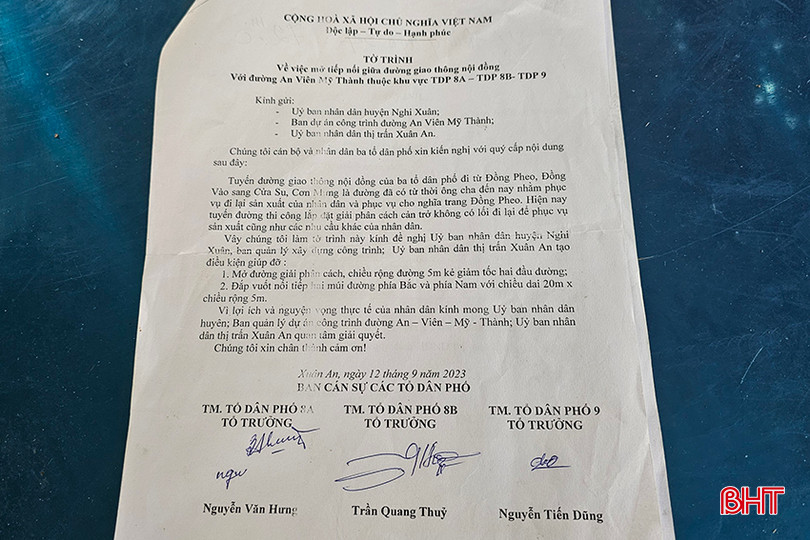 CỘNG HOÀ XÃ HỘI CHỦ NGHĨA VIỆT NAM
Độc lập – Tự do – Hạnh phúc
TỜ TRÌNH
Về việc mở tiếp nối giữa đường giao thông nội đồng
Với đường An Viên Mỹ Thành thuộc khu vực TDP 8A – TDP 8B- TDP 9
Kính gửi:
- Uỷ ban nhân dân huyện Nghi Xuân;
- Ban dự án công trình đường An Viên Mỹ Thành;
- Uỷ ban nhân dân thị trấn Xuân An.
Chúng tôi cán bộ và nhân dân ba tổ dân phố xin kiến nghị với quý cấp nội dung
sau đây:
Tuyến đường giao thông nội đồng của ba tổ dân phố đi từ Đồng Pheo, Đồng
Vào sang Cửa Su, Cơn Mưng là đường đã có từ thời ông cha đến nay nhằm phục
vụ đi lại sản xuất của nhân dân và phục vụ cho nghĩa trang Đồng Pheo. Hiện nay
tuyến đường thi công lắp đặt giải phân cách cản trở không có lối đi lại để phục vụ
sản xuất cũng như các nhu cầu khác của nhân dân.
Vậy chúng tôi làm tờ trình này kính đề nghị Uỷ ban nhân dân huyện Nghi
Xuân, ban quản lý xây dựng công trình; Uỷ ban nhân dân thị trấn Xuân An tạo
điều kiện giúp đỡ :
1. Mở đường giải phân cách, chiều rộng đường 5m kẻ giảm tốc hai đầu đường;
2. Đắp vuốt nối tiếp hai múi đường phía Bắc và phía Nam với chiều dai 20m x
chiều rộng 5m.
Vì lợi ích và nguyện vọng thực tế của nhân dân kính mong Uỷ ban nhân dân
huyện; Ban quản lý dự án công trình đường An – Viên – Mỹ - Thành; Uỷ ban nhân
dân thị trấn Xuân An quan tâm giải quyết.
Chúng tôi xin chân thành cảm ơn!
Xuân An, ngày 12 tháng 9 năm 2023
BAN CÁN SỰ CÁC TỔ DÂN PHỐ
TM. TỔ DÂN PHỐ 8A TM. TỔ DÂN PHỐ 8B TM. TỔ DÂN PHỐ 9
TỔ TRƯỞNG TỔ TRƯỞNG TỔ TRƯỞNG
Nguyễn Văn Hưng Trần Quang Thuỷ Nguyễn Tiến Dũng
BHT